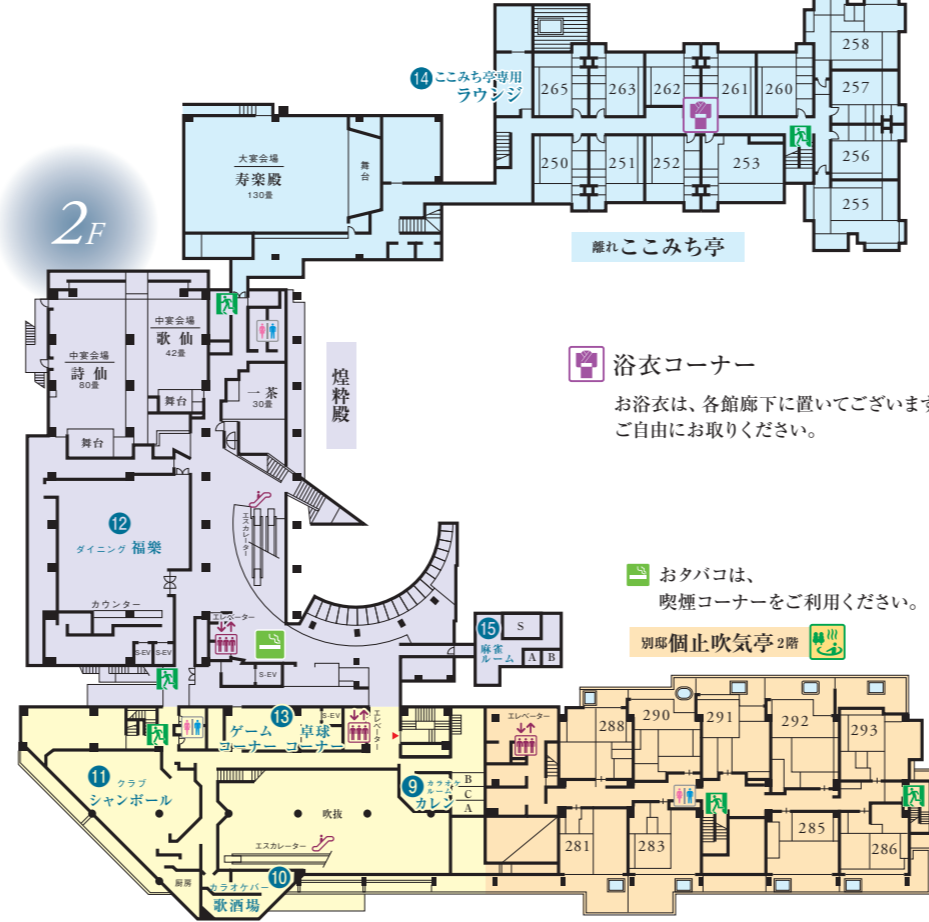 2F
⑭ ここみち亭専用
ラウンジ
265
263
262
261
260
258
257
256
255
250
251
252
253
大宴会場
寿楽殿
130畳
舞台
離れ ここみち亭
中宴会場
歌仙
42畳
舞台
中宴会場
詩仙
80畳
舞台
一茶
30畳
煌粋殿
浴衣コーナー
お浴衣は、各館廊下に置いてございます
ご自由にお取りください。
⑫
ダイニング 福樂
エスカレーター
カウンター
S-EV
S-EV
エレベーター
S-EV
⑮
麻雀
ルーム
S
A
B
おタバコは、
喫煙コーナーをご利用ください。
別邸 個止吹気亭 2階
⑬
ゲーム
コーナー
卓球
コーナー
S-EV
エレベーター
⑪ クラブ
シャンボール
⑨ カラオケ
ルーム
カレン
B
C
A
吹抜
エスカレーター
厨房
⑩
カラオケバー
歌酒場
エレベーター
288
290
291
292
293
281
283
285
286